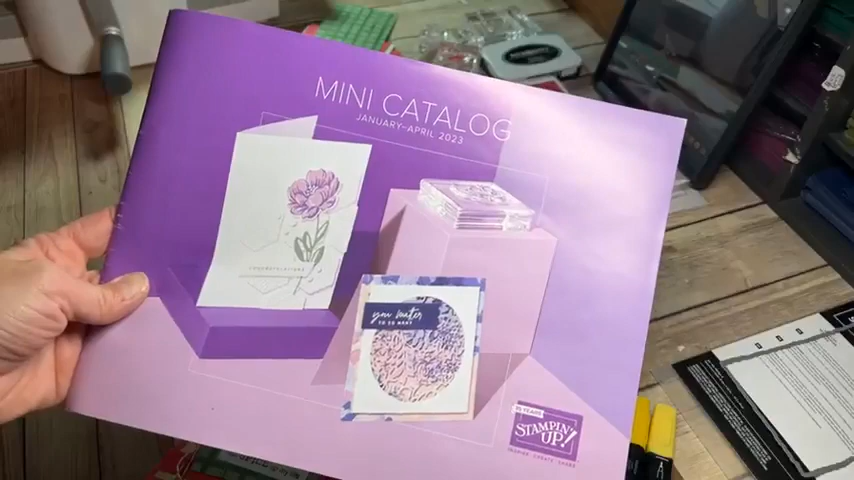 MINI CATALOG
JANUARY–APRIL 2023
CONGRATULATIONS
you matter
TO SO MANY
35 YEARS
STAMPIN' UP!
INSPIRE · CREATE · SHARE